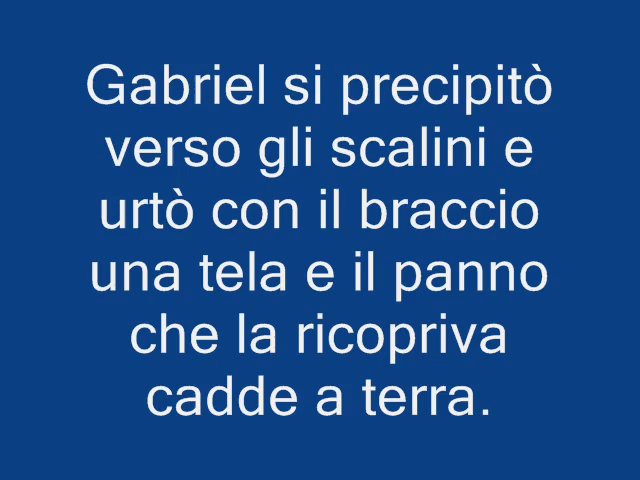 Gabriel si precipitò
verso gli scalini e
urtò con il braccio
una tela e il panno
che la ricopriva
cadde a terra.